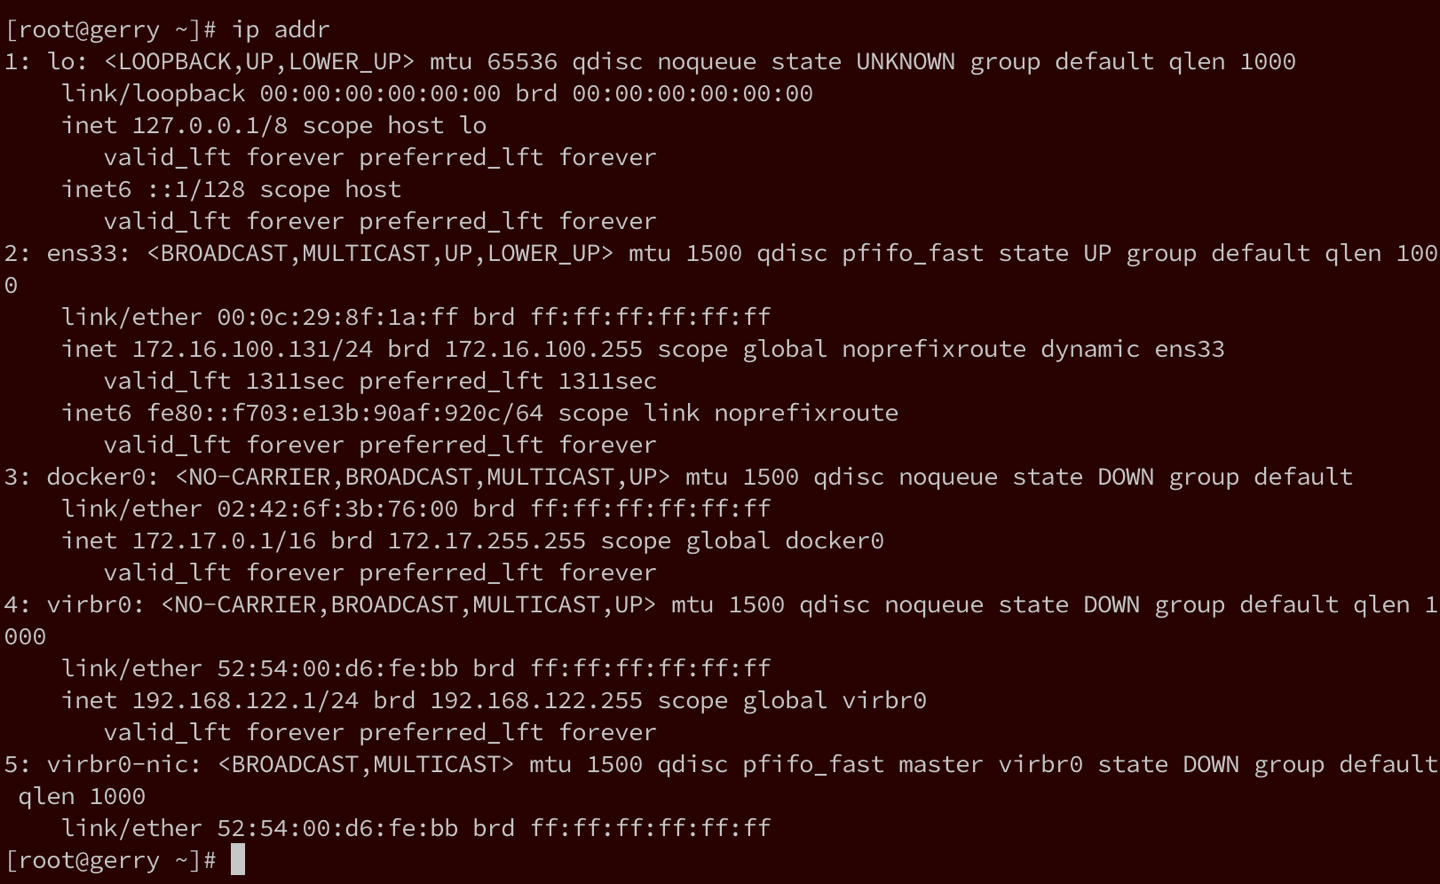 [root@gerry ~]# ip addr
1: lo: <LOOPBACK,UP,LOWER_UP> mtu 65536 qdisc noqueue state UNKNOWN group default qlen 1000
    link/loopback 00:00:00:00:00:00 brd 00:00:00:00:00:00
    inet 127.0.0.1/8 scope host lo
       valid_lft forever preferred_lft forever
    inet6 ::1/128 scope host
       valid_lft forever preferred_lft forever
2: ens33: <BROADCAST,MULTICAST,UP,LOWER_UP> mtu 1500 qdisc pfifo_fast state UP group default qlen 100
0
    link/ether 00:0c:29:8f:1a:ff brd ff:ff:ff:ff:ff:ff
    inet 172.16.100.131/24 brd 172.16.100.255 scope global noprefixroute dynamic ens33
       valid_lft 1311sec preferred_lft 1311sec
    inet6 fe80::f703:e13b:90af:920c/64 scope link noprefixroute
       valid_lft forever preferred_lft forever
3: docker0: <NO-CARRIER,BROADCAST,MULTICAST,UP> mtu 1500 qdisc noqueue state DOWN group default
    link/ether 02:42:6f:3b:76:00 brd ff:ff:ff:ff:ff:ff
    inet 172.17.0.1/16 brd 172.17.255.255 scope global docker0
       valid_lft forever preferred_lft forever
4: virbr0: <NO-CARRIER,BROADCAST,MULTICAST,UP> mtu 1500 qdisc noqueue state DOWN group default qlen 1
000
    link/ether 52:54:00:d6:fe:bb brd ff:ff:ff:ff:ff:ff
    inet 192.168.122.1/24 brd 192.168.122.255 scope global virbr0
       valid_lft forever preferred_lft forever
5: virbr0-nic: <BROADCAST,MULTICAST> mtu 1500 qdisc pfifo_fast master virbr0 state DOWN group default
 qlen 1000
    link/ether 52:54:00:d6:fe:bb brd ff:ff:ff:ff:ff:ff
[root@gerry ~]#